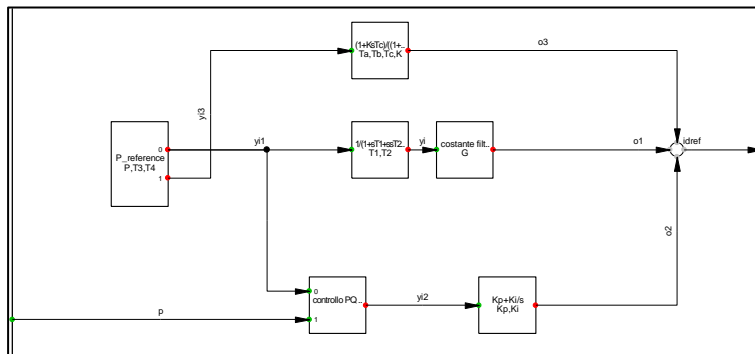 (1+KsTc)/((1+..
Ta,Tb,Tc,K
o3
yi3
P_reference
P,T3,T4
0
1
yi1
1/(1+sT1+ssT2..
T1,T2
yi
costante filt..
G
o1
idref
o2
p
0
1
controllo PQ..
yi2
Kp+Ki/s
Kp,Ki